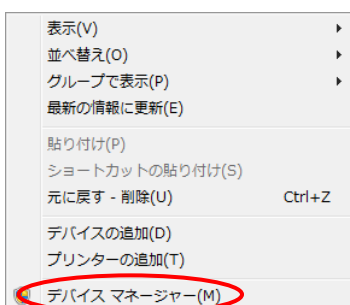 表示(V)
並べ替え(O)
グループで表示(P)
最新の情報に更新(E)
貼り付け(P)
ショートカットの貼り付け(S)
元に戻す - 削除(U) Ctrl+Z
デバイスの追加(D)
プリンターの追加(T)
デバイス マネージャー(M)